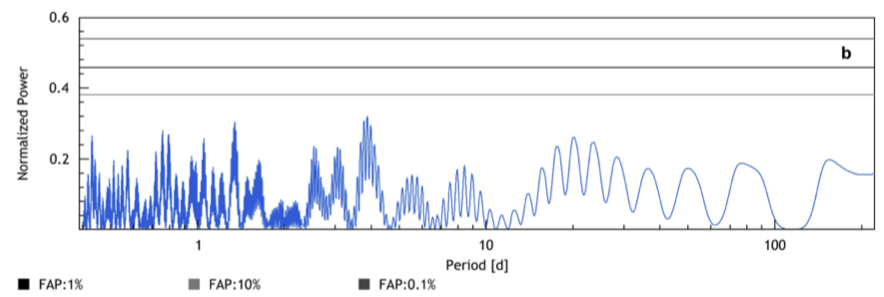 0.6
b
0.4
Normalized Power
0.2
1 10 100
Period [d]
FAP:1% FAP:10% FAP:0.1%